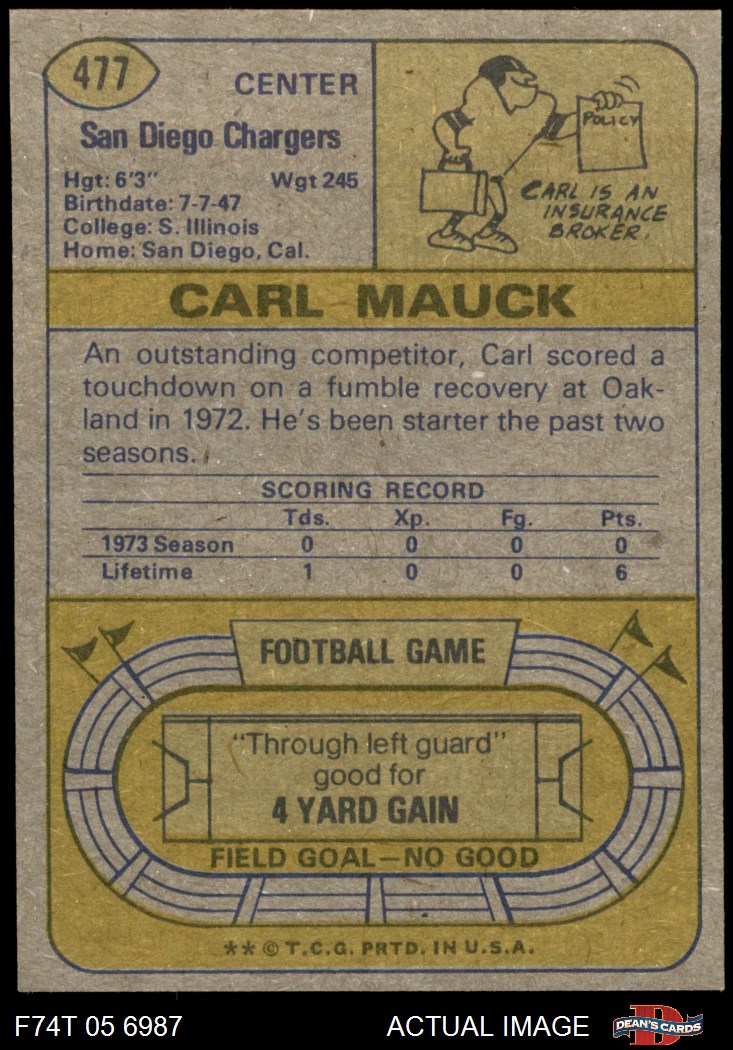 477
CENTER
San Diego Chargers
Hgt: 6'3" Wgt 245
Birthdate: 7-7-47
College: S. Illinois
Home: San Diego, Cal.
POLICY
CARL IS AN
INSURANCE
BROKER.
CARL MAUCK
An outstanding competitor, Carl scored a
touchdown on a fumble recovery at Oak-
land in 1972. He's been starter the past two
seasons.
SCORING RECORD
Tds. Xp. Fg. Pts.
1973 Season 0 0 0 0
Lifetime 1 0 0 6
FOOTBALL GAME
"Through left guard"
good for
4 YARD GAIN
FIELD GOAL—NO GOOD
** © T.C.G. PRTD. IN U.S.A.
F74T 05 6987 ACTUAL IMAGE
D
DEAN'S CARDS